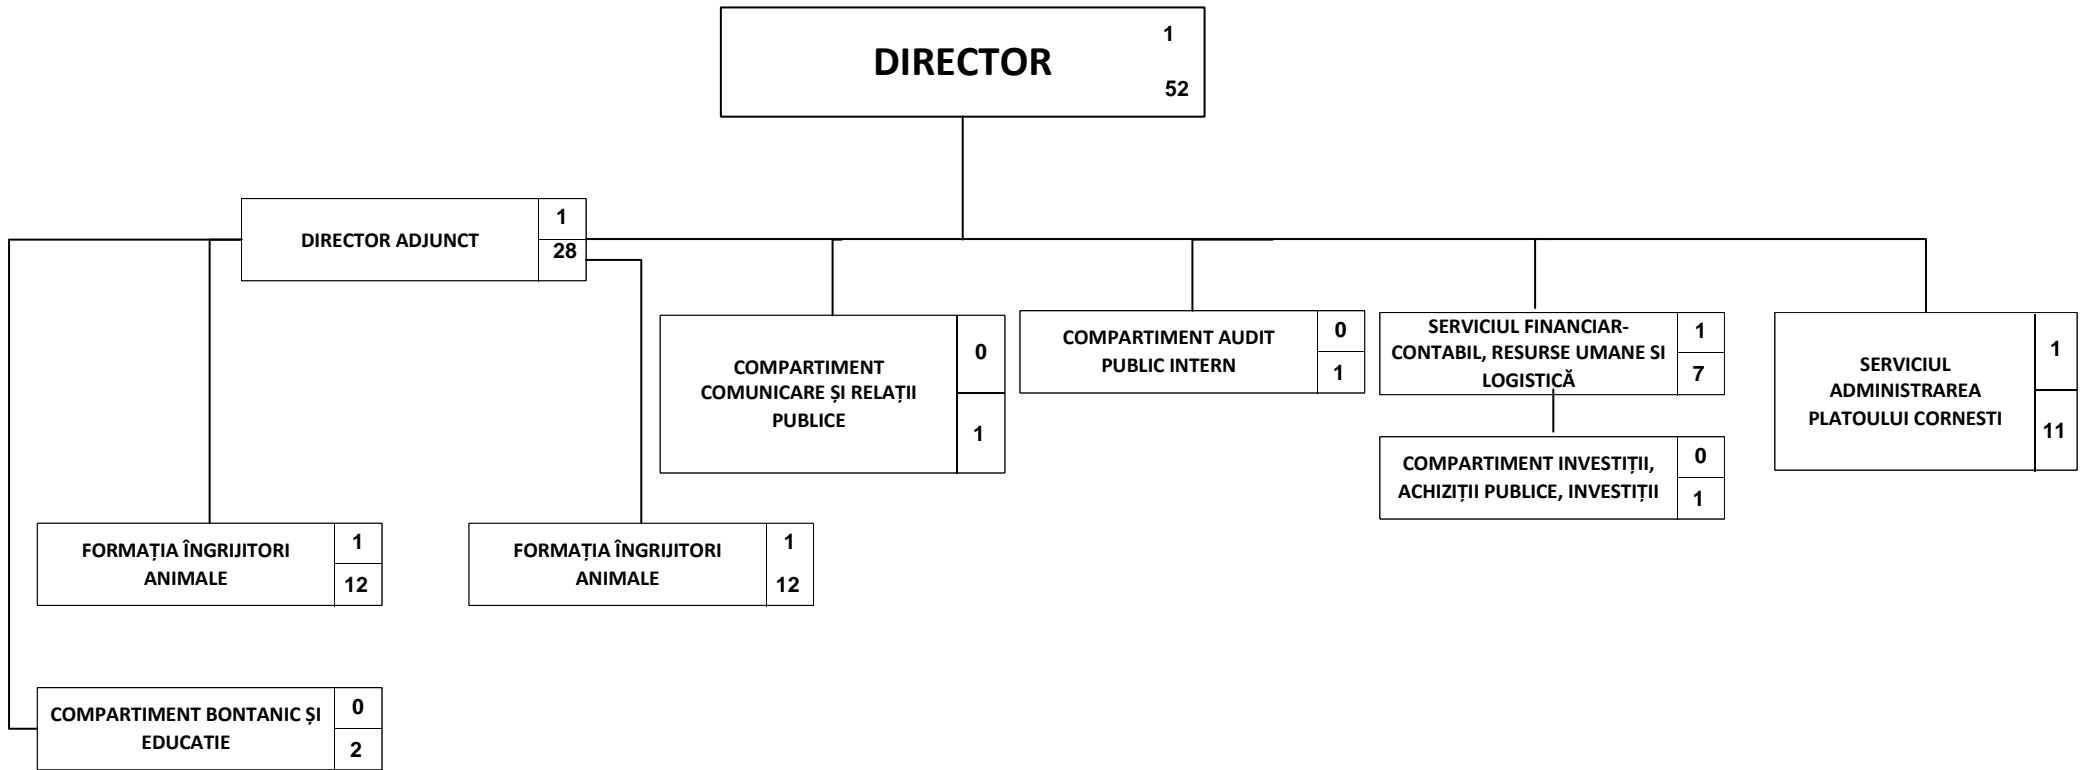 DIRECTOR
1
52
DIRECTOR ADJUNCT
1
28
COMPARTIMENT
COMUNICARE ȘI RELAȚII
PUBLICE
0
1
COMPARTIMENT AUDIT
PUBLIC INTERN
0
1
SERVICIUL FINANCIAR-
CONTABIL, RESURSE UMANE SI
LOGISTICĂ
1
7
SERVICIUL
ADMINISTRAREA
PLATOULUI CORNESTI
1
11
COMPARTIMENT INVESTIȚII,
ACHIZIȚII PUBLICE, INVESTIȚII
0
1
FORMAȚIA ÎNGRIJITORI
ANIMALE
1
12
FORMAȚIA ÎNGRIJITORI
ANIMALE
1
12
COMPARTIMENT BONTANIC ȘI
EDUCATIE
0
2